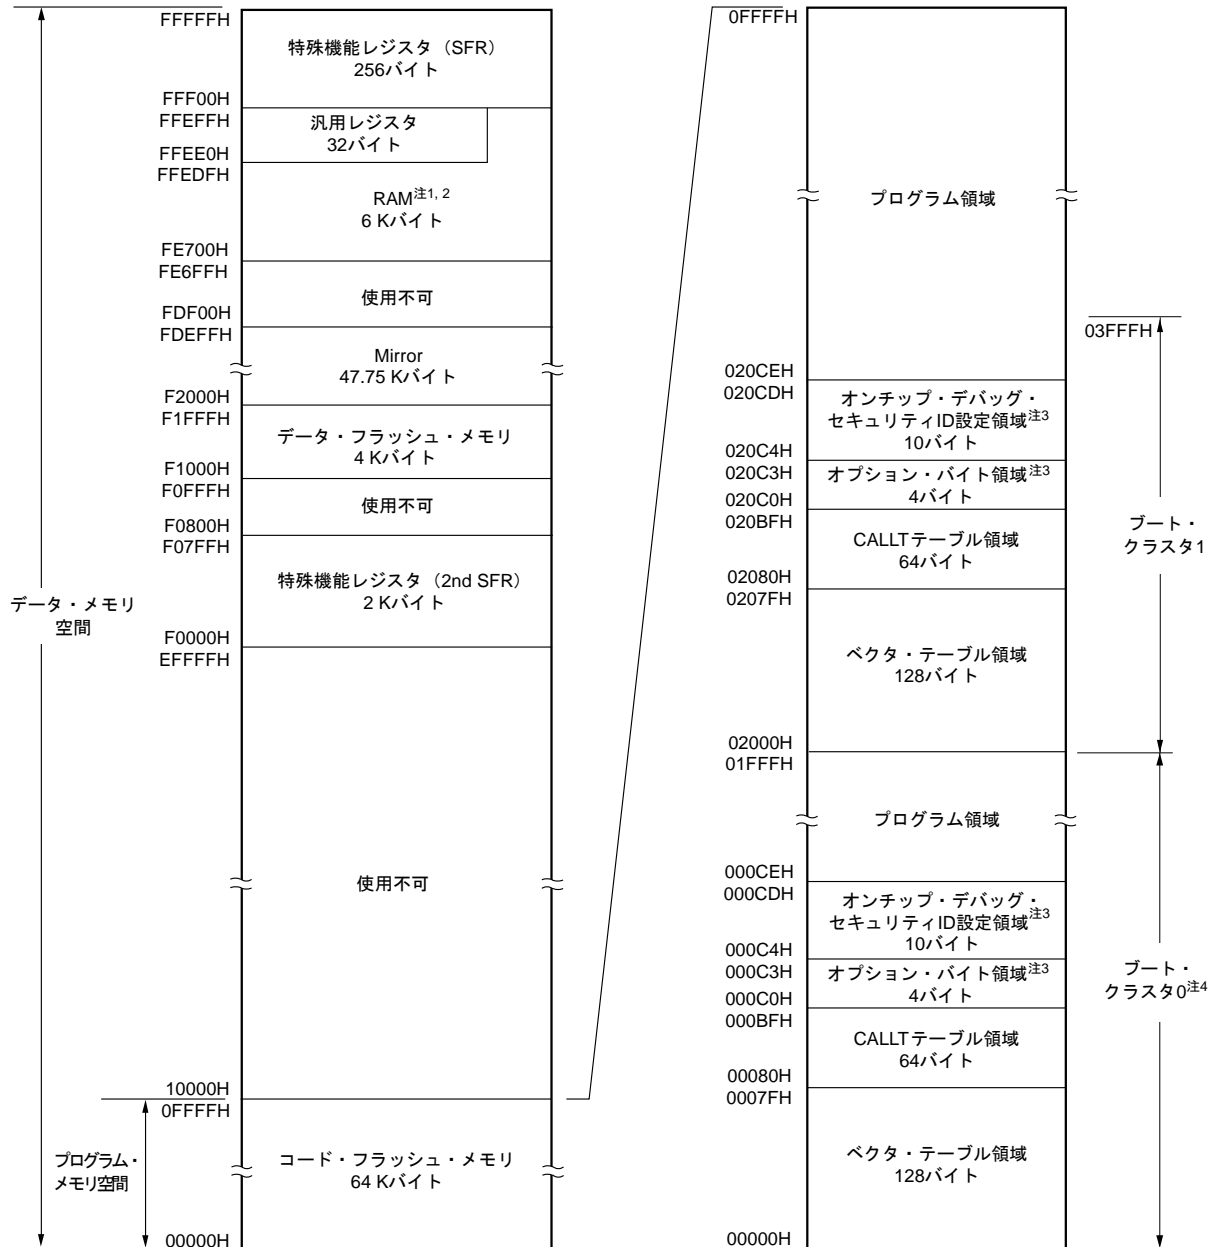 FFFFFH
特殊機能レジスタ（SFR）
256バイト
FFF00H
FFEFFH
汎用レジスタ
32バイト
FFEE0H
FFEDFH
RAM注1, 2
6 Kバイト
FE700H
FE6FFH
使用不可
FDF00H
FDEFFH
Mirror
47.75 Kバイト
F2000H
F1FFFH
データ・フラッシュ・メモリ
4 Kバイト
F1000H
F0FFFH
使用不可
F0800H
F07FFH
特殊機能レジスタ（2nd SFR）
2 Kバイト
データ・メモリ
空間
F0000H
EFFFFH
使用不可
10000H
0FFFFH
プログラム・
メモリ空間
コード・フラッシュ・メモリ
64 Kバイト
00000H
0FFFFH
プログラム領域
03FFFH
020CEH
020CDH
オンチップ・デバッグ・
セキュリティID設定領域注3
10バイト
020C4H
020C3H
オプション・バイト領域注3
4バイト
020C0H
020BFH
CALLTテーブル領域
64バイト
ブート・
クラスタ1
02080H
0207FH
ベクタ・テーブル領域
128バイト
02000H
01FFFH
プログラム領域
000CEH
000CDH
オンチップ・デバッグ・
セキュリティID設定領域注3
10バイト
000C4H
000C3H
オプション・バイト領域注3
4バイト
ブート・
クラスタ0注4
000C0H
000BFH
CALLTテーブル領域
64バイト
00080H
0007FH
ベクタ・テーブル領域
128バイト
00000H